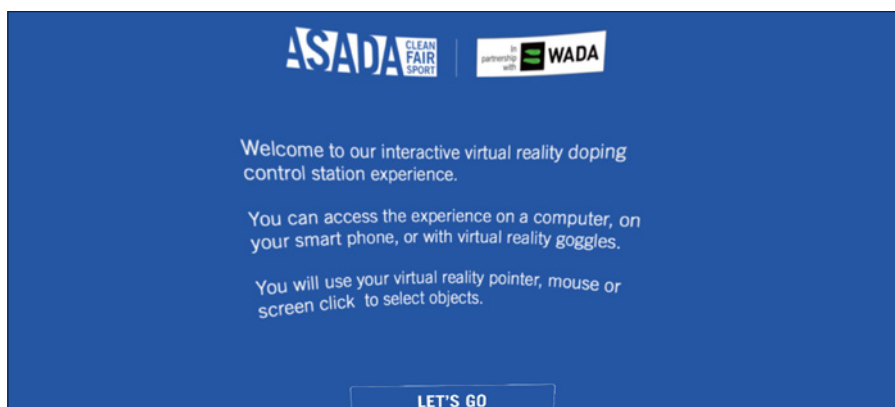 ASADA CLEAN FAIR SPORT
in partnership with WADA
Welcome to our interactive virtual reality doping
control station experience.
You can access the experience on a computer, on
your smart phone, or with virtual reality goggles.
You will use your virtual reality pointer, mouse or
screen click to select objects.
LET'S GO